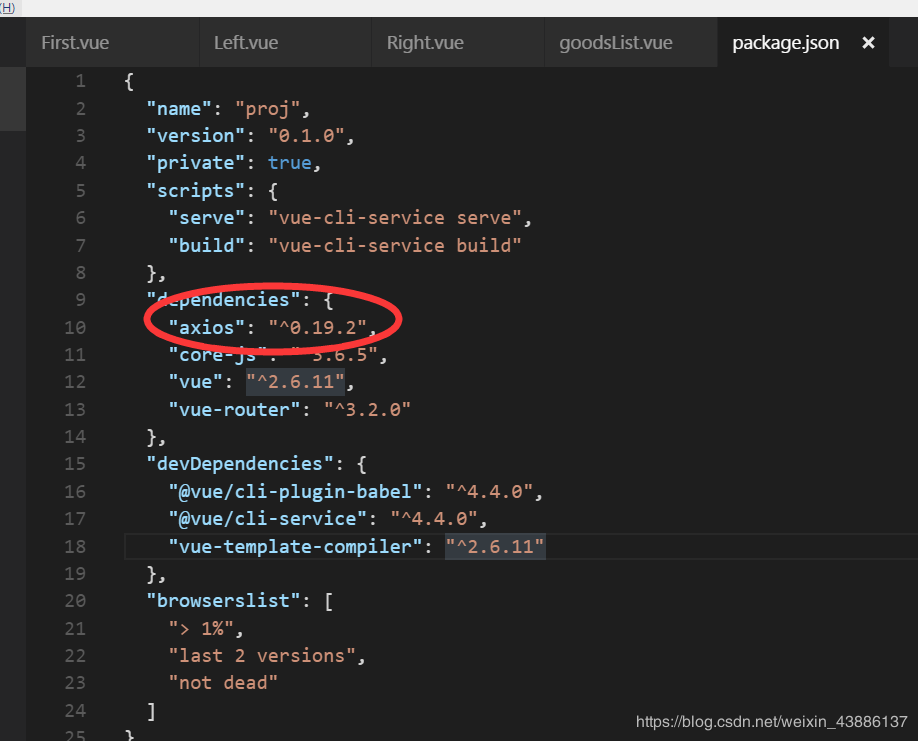 (H)
First.vue Left.vue Right.vue goodsList.vue package.json ×
1 {
2 "name": "proj",
3 "version": "0.1.0",
4 "private": true,
5 "scripts": {
6 "serve": "vue-cli-service serve",
7 "build": "vue-cli-service build"
8 },
9 "dependencies": {
10 "axios": "^0.19.2",
11 "core-js": "^3.6.5",
12 "vue": "^2.6.11",
13 "vue-router": "^3.2.0"
14 },
15 "devDependencies": {
16 "@vue/cli-plugin-babel": "^4.4.0",
17 "@vue/cli-service": "^4.4.0",
18 "vue-template-compiler": "^2.6.11"
19 },
20 "browserslist": [
21 "> 1%",
22 "last 2 versions",
23 "not dead"
24 ]
25 }
https://blog.csdn.net/weixin_43886137